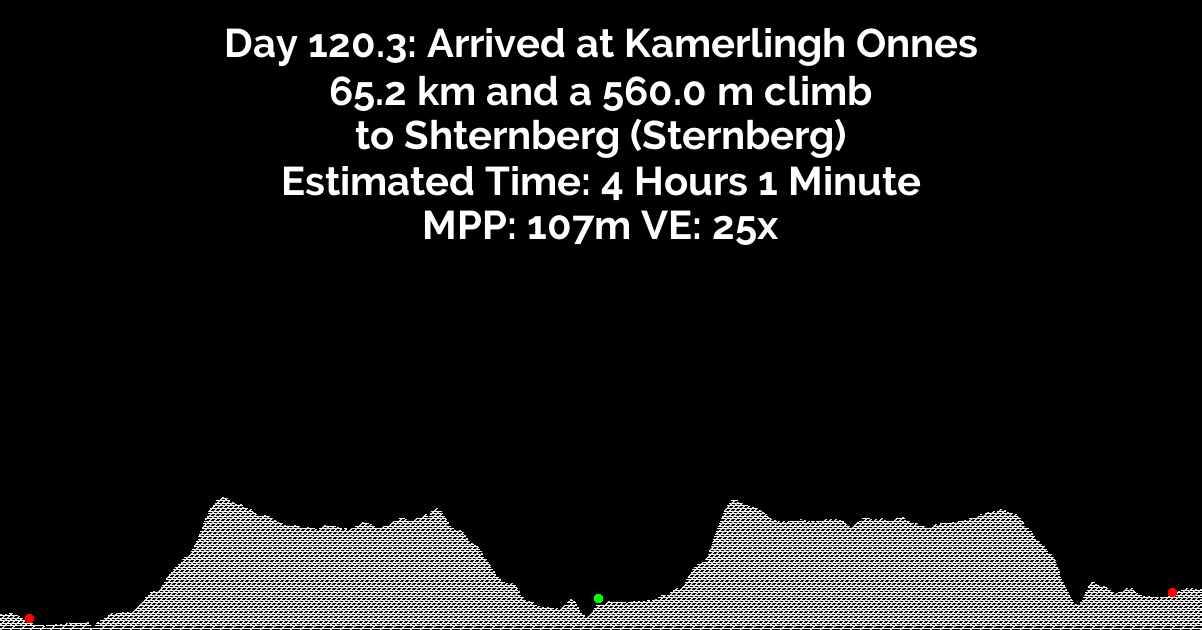 Day 120.3: Arrived at Kamerlingh Onnes
65.2 km and a 560.0 m climb
to Shternberg (Sternberg)
Estimated Time: 4 Hours 1 Minute
MPP: 107m VE: 25x